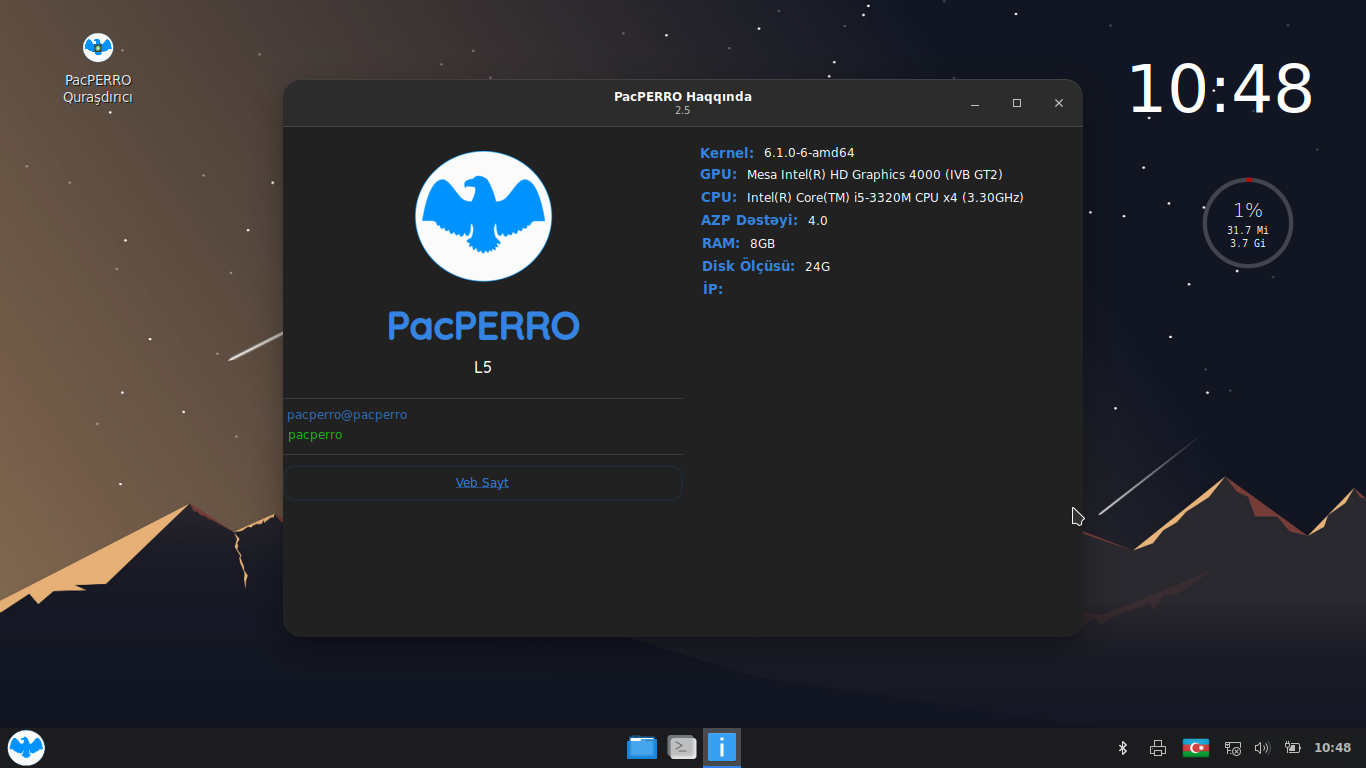 PacPERRO
Quraşdırıcı
PacPERRO Haqqında
2.5
10:48
PacPERRO
L5
pacperro@pacperro
pacperro
Veb Sayt
Kernel: 6.1.0-6-amd64
GPU: Mesa Intel(R) HD Graphics 4000 (IVB GT2)
CPU: Intel(R) Core(TM) i5-3320M CPU x4 (3.30GHz)
AZP Dəstəyi: 4.0
RAM: 8GB
Disk Ölçüsü: 24G
İP:
1%
31.7 Mi
3.7 Gi
10:48